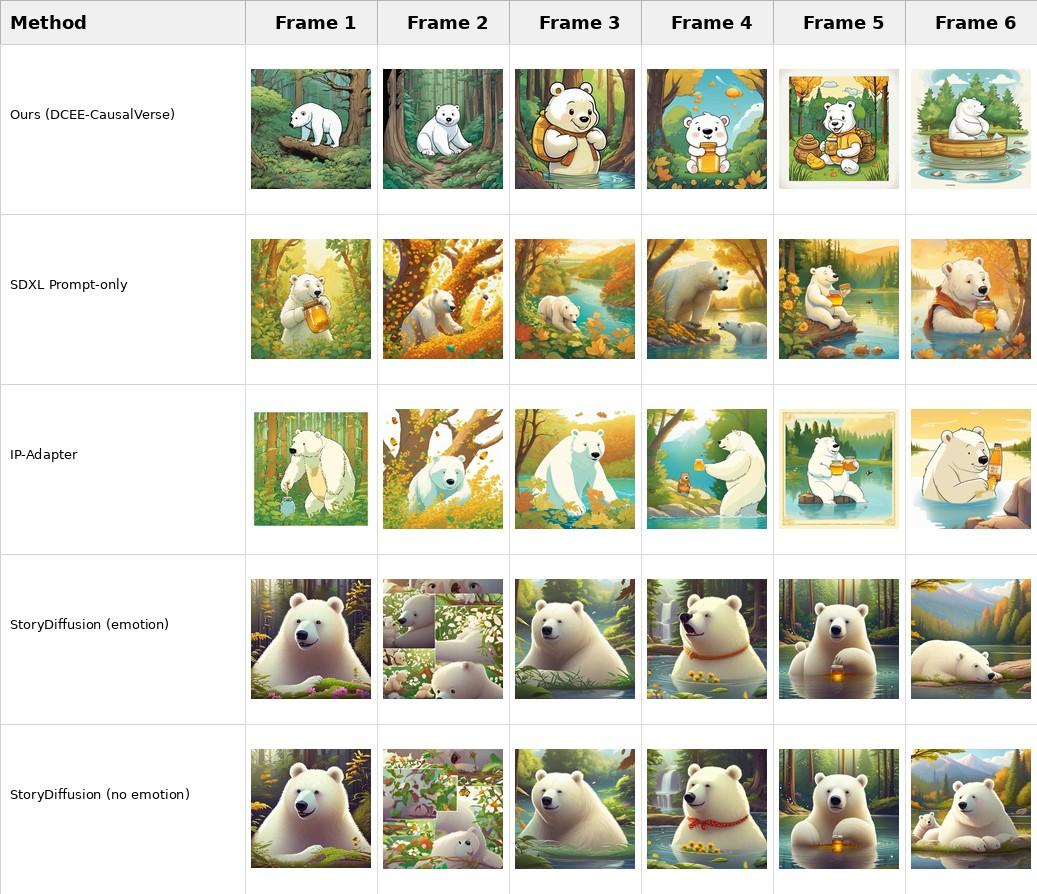 Method Frame 1 Frame 2 Frame 3 Frame 4 Frame 5 Frame 6
Ours (DCEE-CausalVerse)
SDXL Prompt-only
IP-Adapter
StoryDiffusion (emotion)
StoryDiffusion (no emotion)